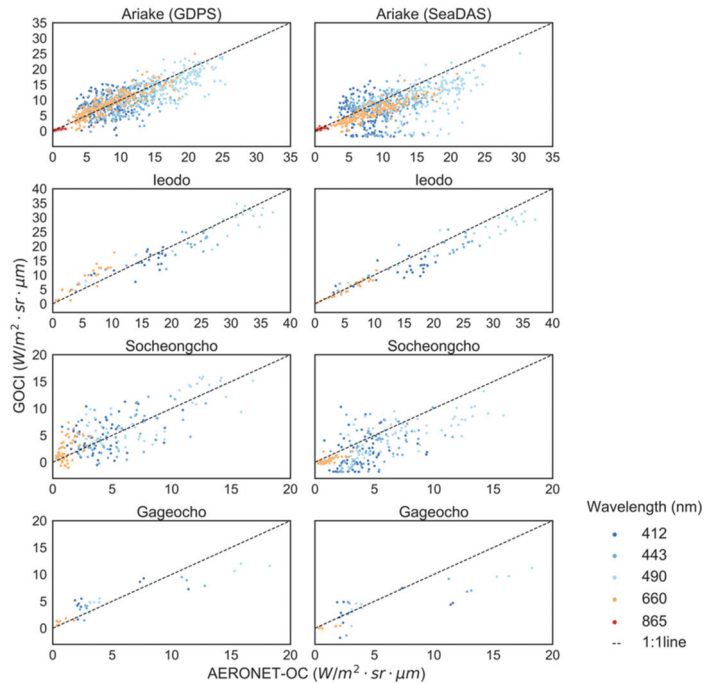 Ariake (GDPS)
Ariake (SeaDAS)
35
30
25
20
15
10
5
0
0 5 10 15 20 25 30 35
0 5 10 15 20 25 30 35
Ieodo
Ieodo
40
35
30
25
20
15
10
5
0
0 5 10 15 20 25 30 35 40
0 5 10 15 20 25 30 35 40
Socheongcho
Socheongcho
20
15
10
5
0
0 5 10 15 20
0 5 10 15 20
Gageocho
Gageocho
20
15
10
5
0
0 5 10 15 20
0 5 10 15 20
GOCI (W/m² · sr · μm)
AERONET-OC (W/m² · sr · μm)
Wavelength (nm)
412
443
490
660
865
1:1line